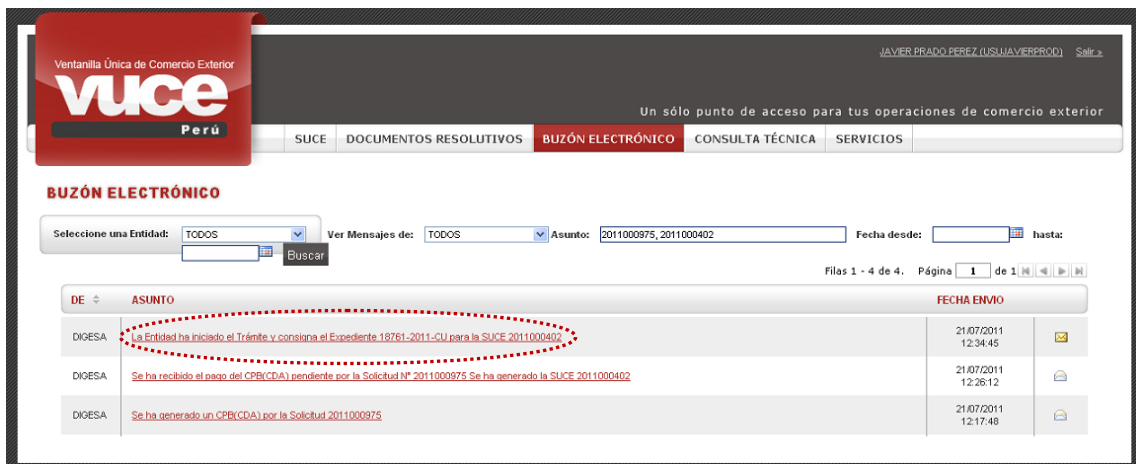 JAVIER PRADO PEREZ (USUJAVIERPROD) Salir »
Ventanilla Única de Comercio Exterior
vuce
Perú
Un sólo punto de acceso para tus operaciones de comercio exterior
SUCE DOCUMENTOS RESOLUTIVOS BUZÓN ELECTRÓNICO CONSULTA TÉCNICA SERVICIOS
BUZÓN ELECTRÓNICO
Seleccione una Entidad: TODOS Ver Mensajes de: TODOS Asunto: 2011000975, 2011000402 Fecha desde: hasta:
Buscar
Filas 1 - 4 de 4. Página 1 de 1
DE ASUNTO FECHA ENVIO
DIGESA La Entidad ha iniciado el Trámite y consigna el Expediente 18761-2011-CU para la SUCE 2011000402 21/07/2011
12:34:45
DIGESA Se ha recibido el pago del CPB(CDA) pendiente por la Solicitud N° 2011000975 Se ha generado la SUCE 2011000402 21/07/2011
12:26:12
DIGESA Se ha generado un CPB(CDA) por la Solicitud 2011000975 21/07/2011
12:17:48